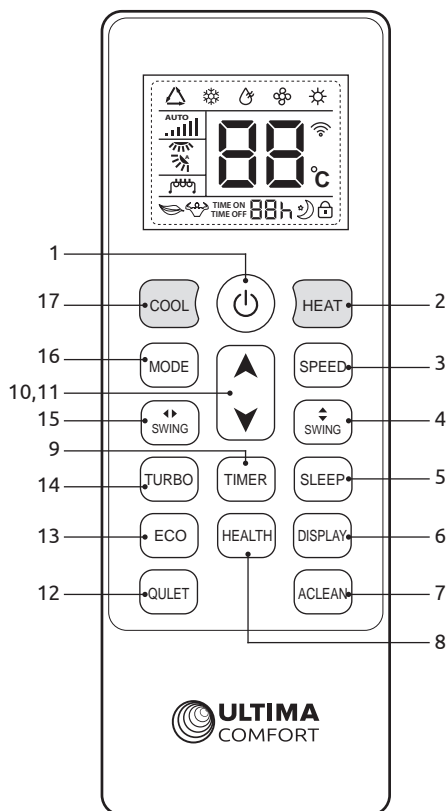 AUTO
88
°C
TIME ON
TIME OFF
88h
1
17
COOL
HEAT
2
16
MODE
SPEED
3
10,11
15
SWING
SWING
4
9
14
TURBO
TIMER
SLEEP
5
13
ECO
HEALTH
DISPLAY
6
12
QULET
ACLEAN
7
8
ULTIMA
COMFORT